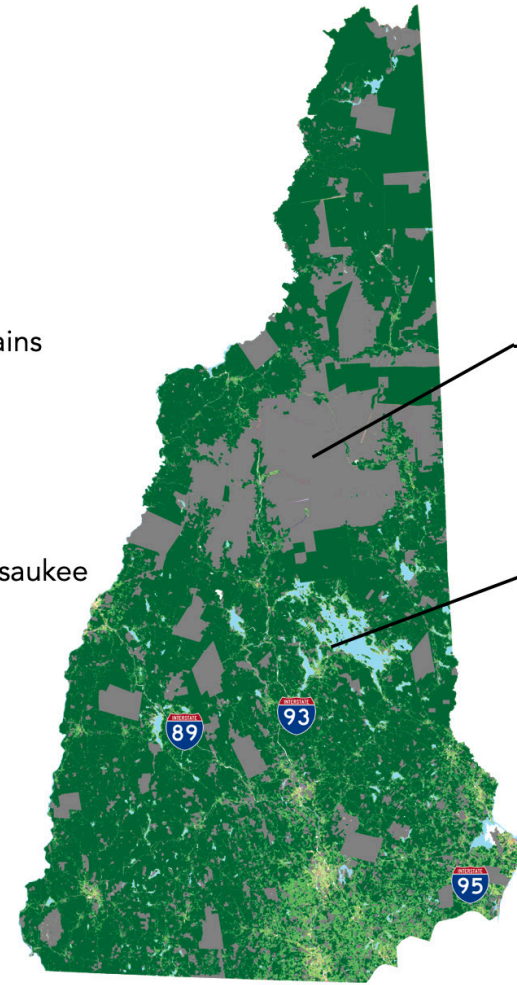 ains
saukee
INTERSTATE
93
INTERSTATE
89
INTERSTATE
95